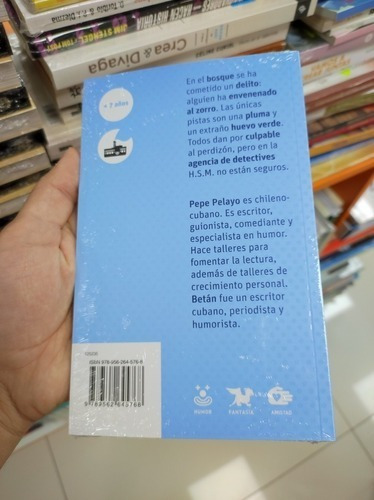 Crea & Divaga
+ 7 años
En el bosque se ha
cometido un delito:
alguien ha envenenado
al zorro. Las únicas
pistas son una pluma y
un extraño huevo verde.
Todos dan por culpable
al perdizón, pero en la
agencia de detectives
H.S.M. no están seguros.
Pepe Pelayo es chileno-
cubano. Es escritor,
guionista, comediante y
especialista en humor.
Hace talleres para
fomentar la lectura,
además de talleres de
crecimiento personal.
Betán fue un escritor
cubano, periodista y
humorista.
HUMOR
FANTASÍA
AMISTAD